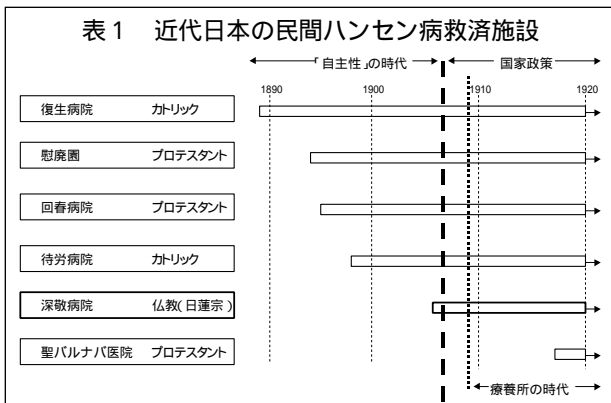 表1 近代日本の民間ハンセン病救済施設
「自主性」の時代 国家政策
1890 1900 1910 1920
復生病院 カトリック
慰廃園 プロテスタント
回春病院 プロテスタント
待労病院 カトリック
深敬病院 仏教(日蓮宗)
聖バルナバ医院 プロテスタント
療養所の時代